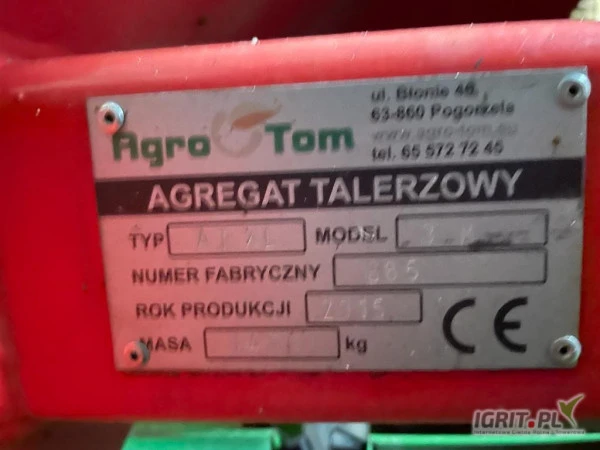 Agro Tom
ul. Błonie 46,
63-860 Pogorzela
www.agro-tom.eu
tel. 65 572 72 45
AGREGAT TALERZOWY
TYP MODEL
NUMER FABRYCZNY 885
ROK PRODUKCJI 2015
MASA kg
CE
IGRIT.PL